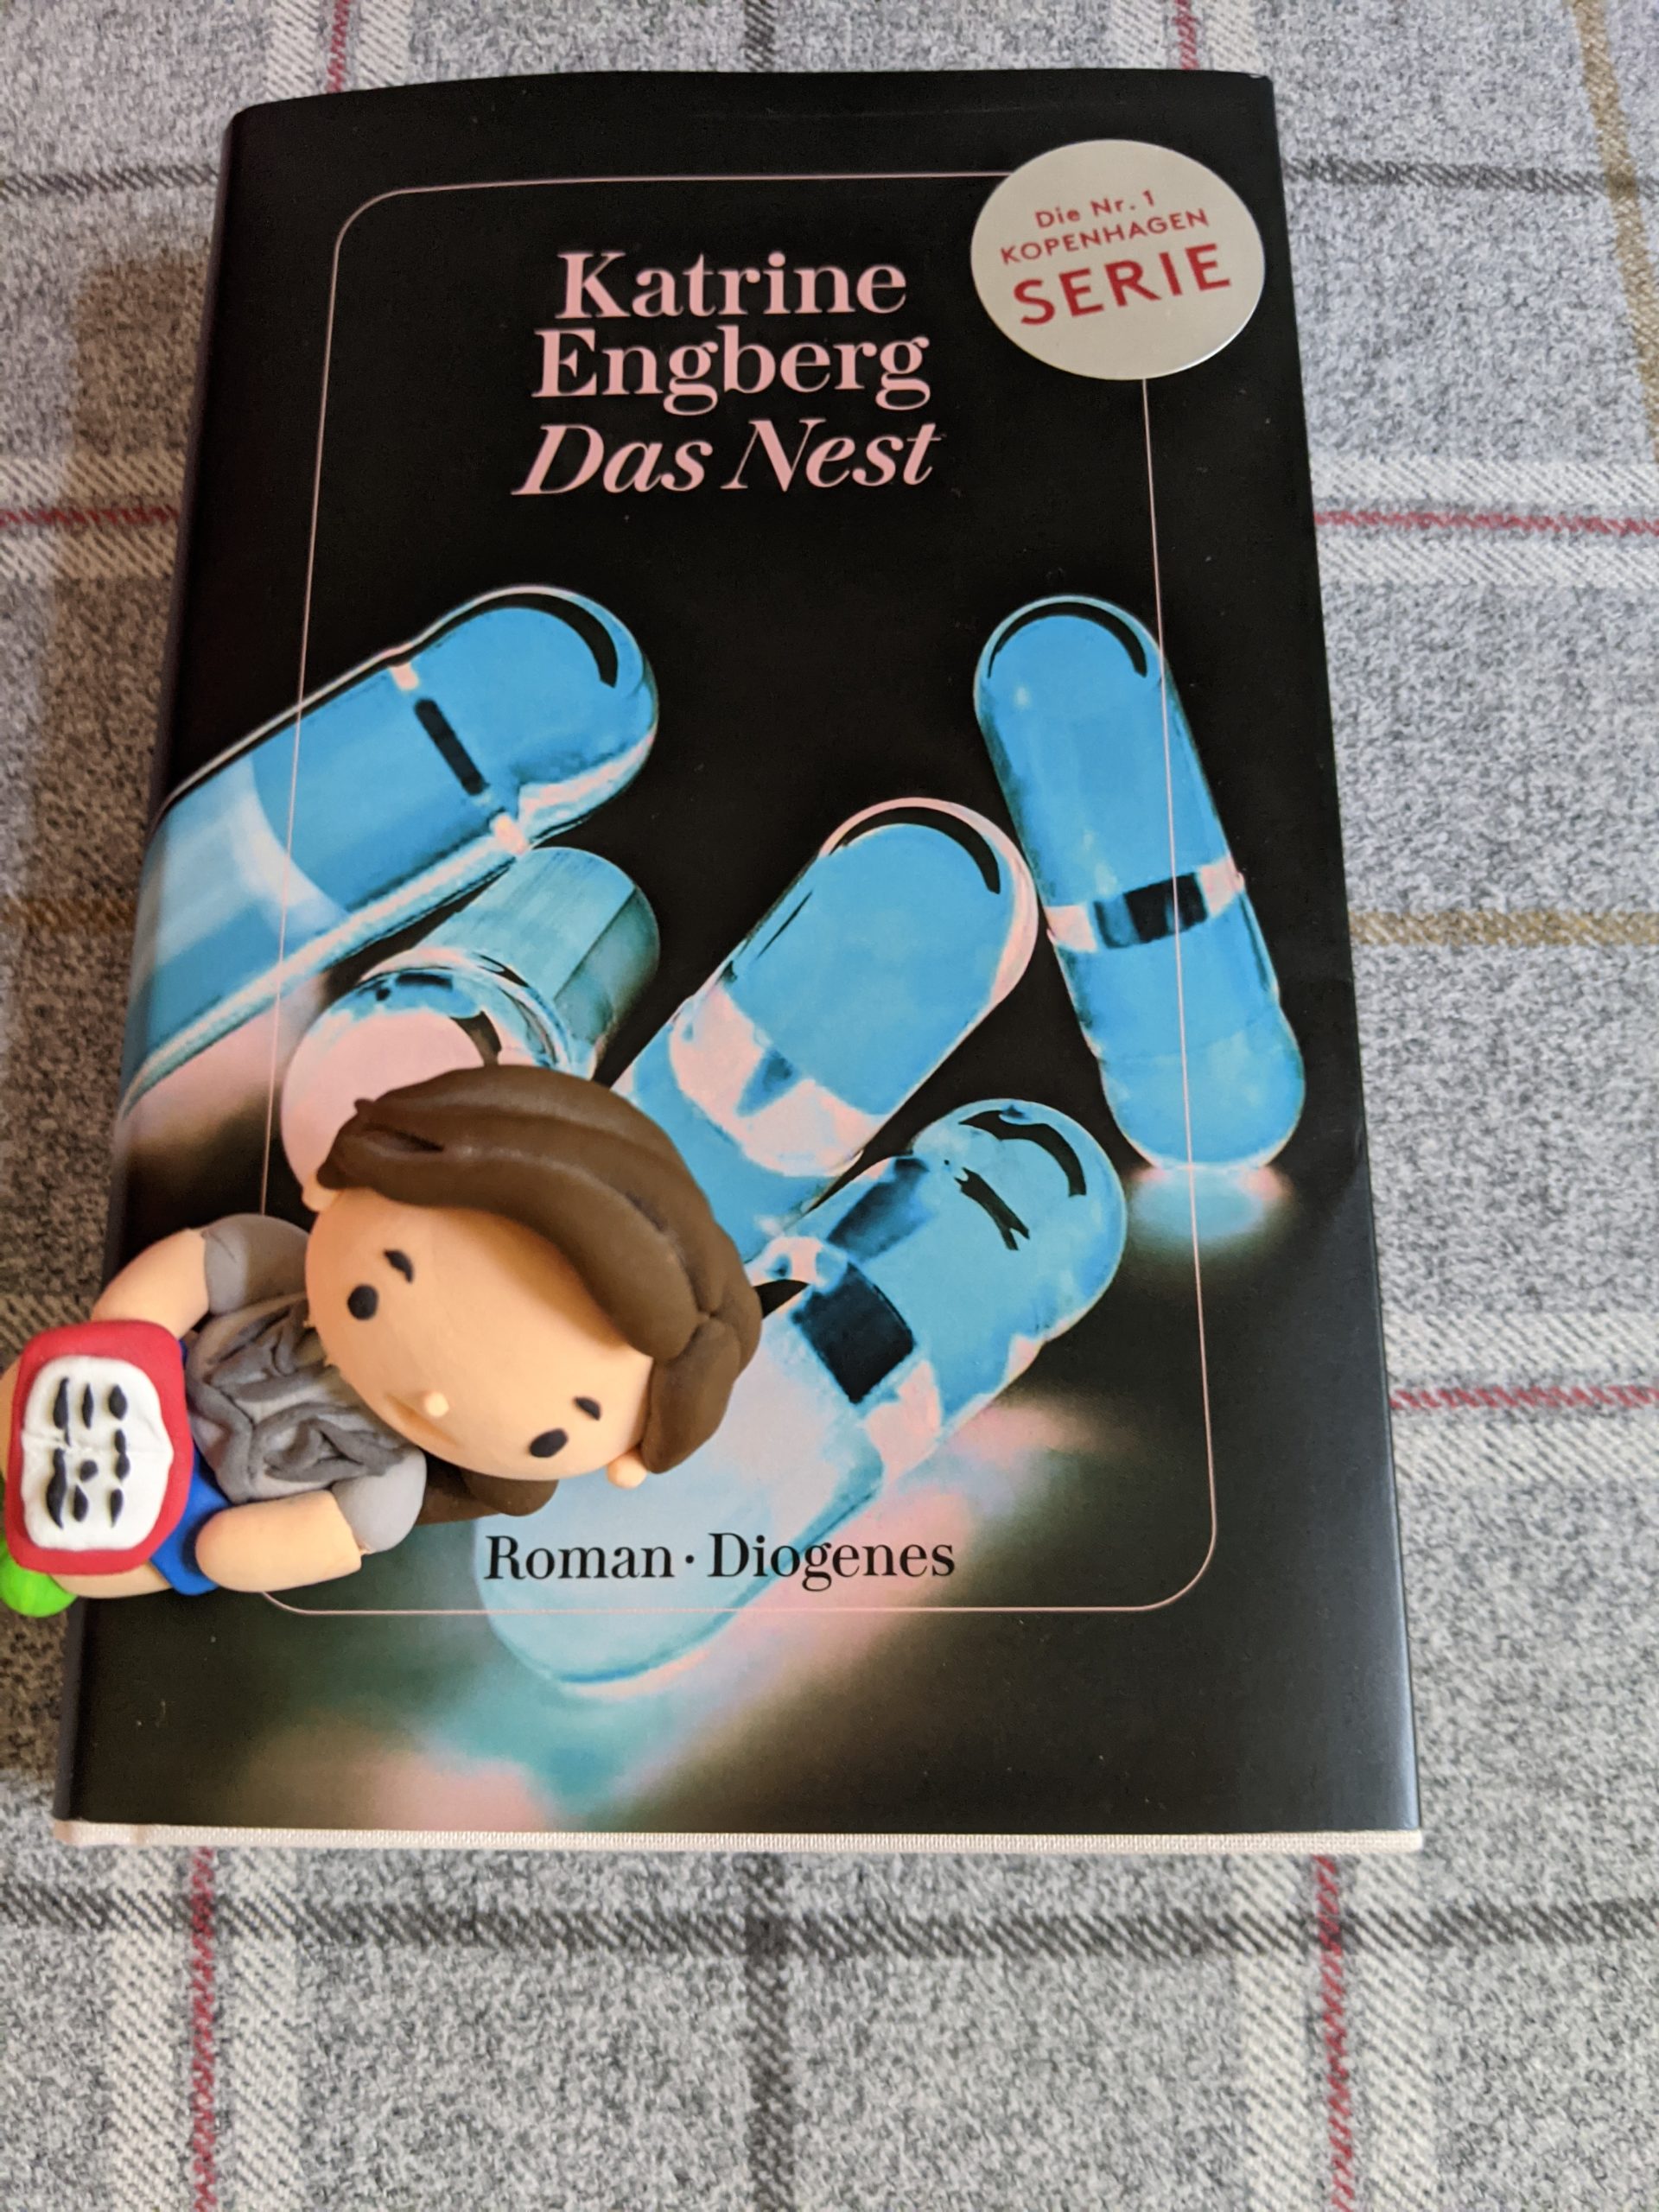 Die Nr. 1
KOPENHAGEN
SERIE
Katrine
Engberg
Das Nest
Roman · Diogenes